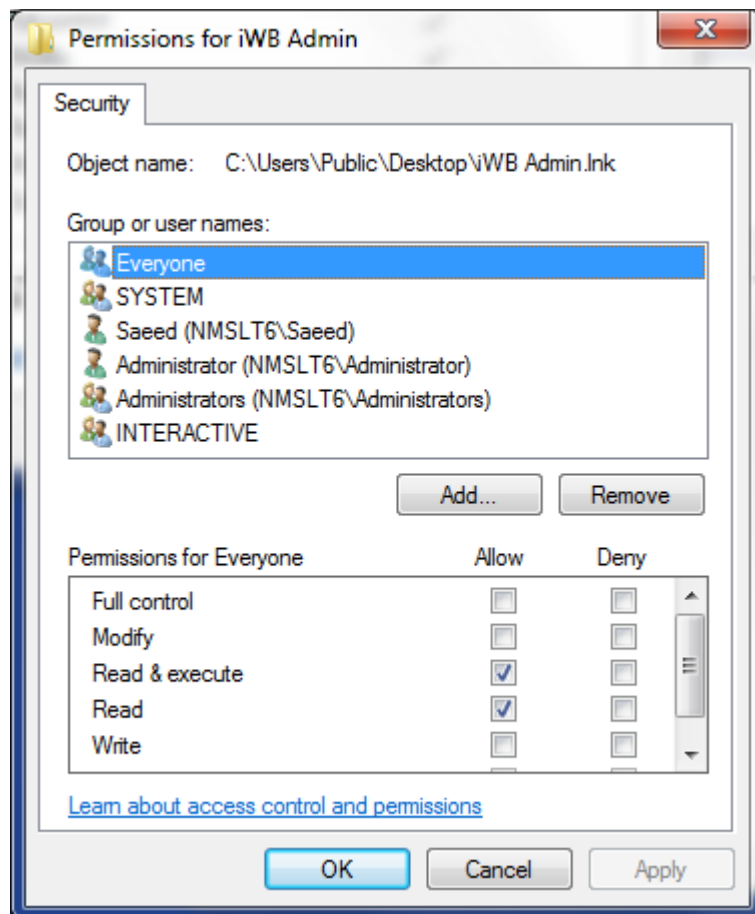 Permissions for iWB Admin
Security
Object name: C:\Users\Public\Desktop\iWB Admin.lnk
Group or user names:
Everyone
SYSTEM
Saeed (NMSLT6\Saeed)
Administrator (NMSLT6\Administrator)
Administrators (NMSLT6\Administrators)
INTERACTIVE
Add... Remove
Permissions for Everyone Allow Deny
Full control
Modify
Read & execute
Read
Write
Learn about access control and permissions
OK Cancel Apply